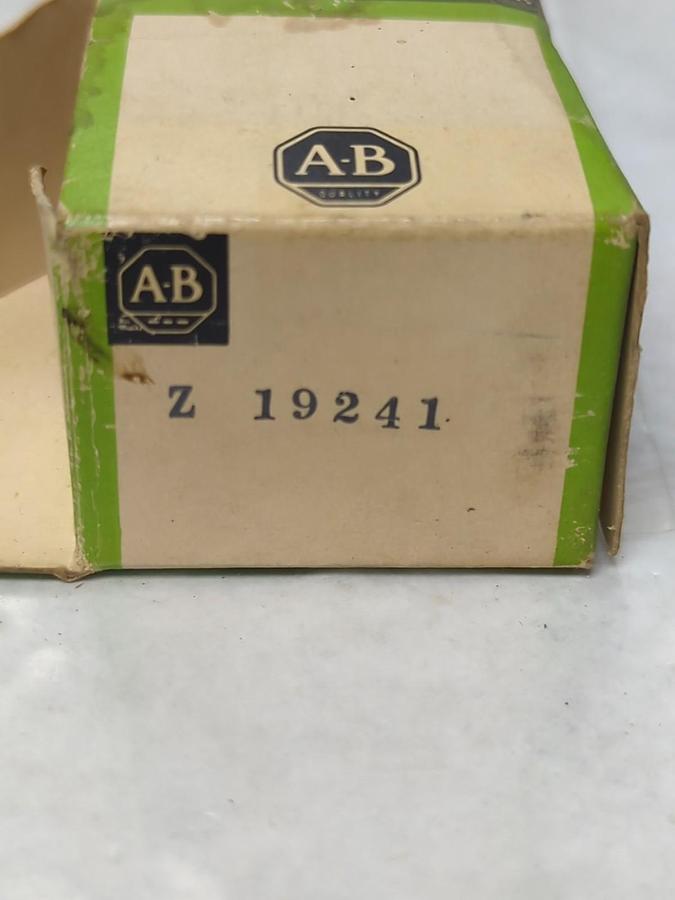 A-B
QUALITY
A-B
Z 19241